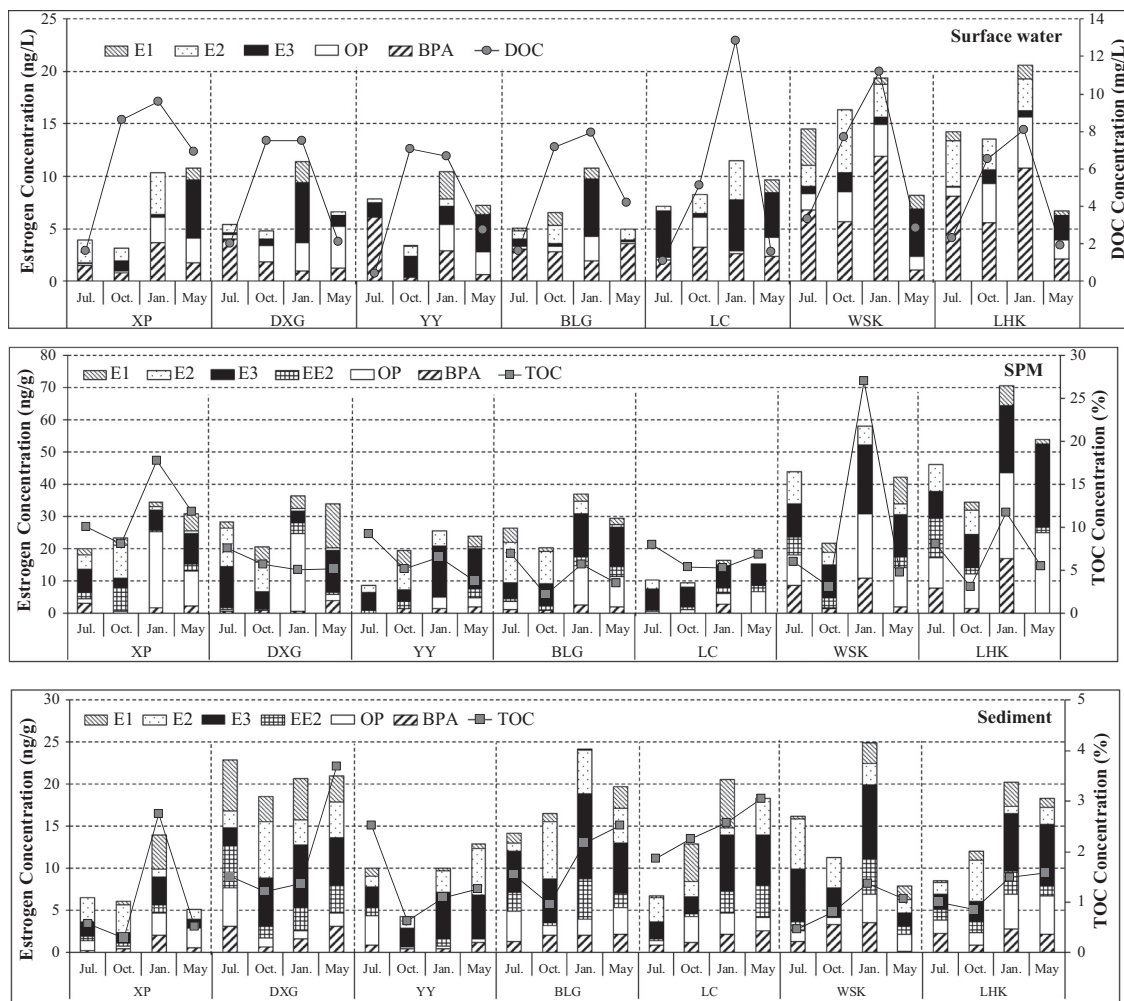 Surface water
E1 E2 E3 OP BPA DOC
Estrogen Concentration (ng/L)
25
20
15
10
5
0
DOC Concentration (mg/L)
14
12
10
8
6
4
2
0
Jul. Oct. Jan. May Jul. Oct. Jan. May Jul. Oct. Jan. May Jul. Oct. Jan. May Jul. Oct. Jan. May Jul. Oct. Jan. May Jul. Oct. Jan. May
XP DXG YY BLG LC WSK LHK
SPM
E1 E2 E3 EE2 OP BPA TOC
Estrogen Concentration (ng/g)
80
70
60
50
40
30
20
10
0
TOC Concentration (%)
30
25
20
15
10
5
0
Jul. Oct. Jan. May Jul. Oct. Jan. May Jul. Oct. Jan. May Jul. Oct. Jan. May Jul. Oct. Jan. May Jul. Oct. Jan. May Jul. Oct. Jan. May
XP DXG YY BLG LC WSK LHK
Sediment
E1 E2 E3 EE2 OP BPA TOC
Estrogen Concentration (ng/g)
30
25
20
15
10
5
0
TOC Concentration (%)
5
4
3
2
1
0
Jul. Oct. Jan. May Jul. Oct. Jan. May Jul. Oct. Jan. May Jul. Oct. Jan. May Jul. Oct. Jan. May Jul. Oct. Jan. May Jul. Oct. Jan. May
XP DXG YY BLG LC WSK LHK